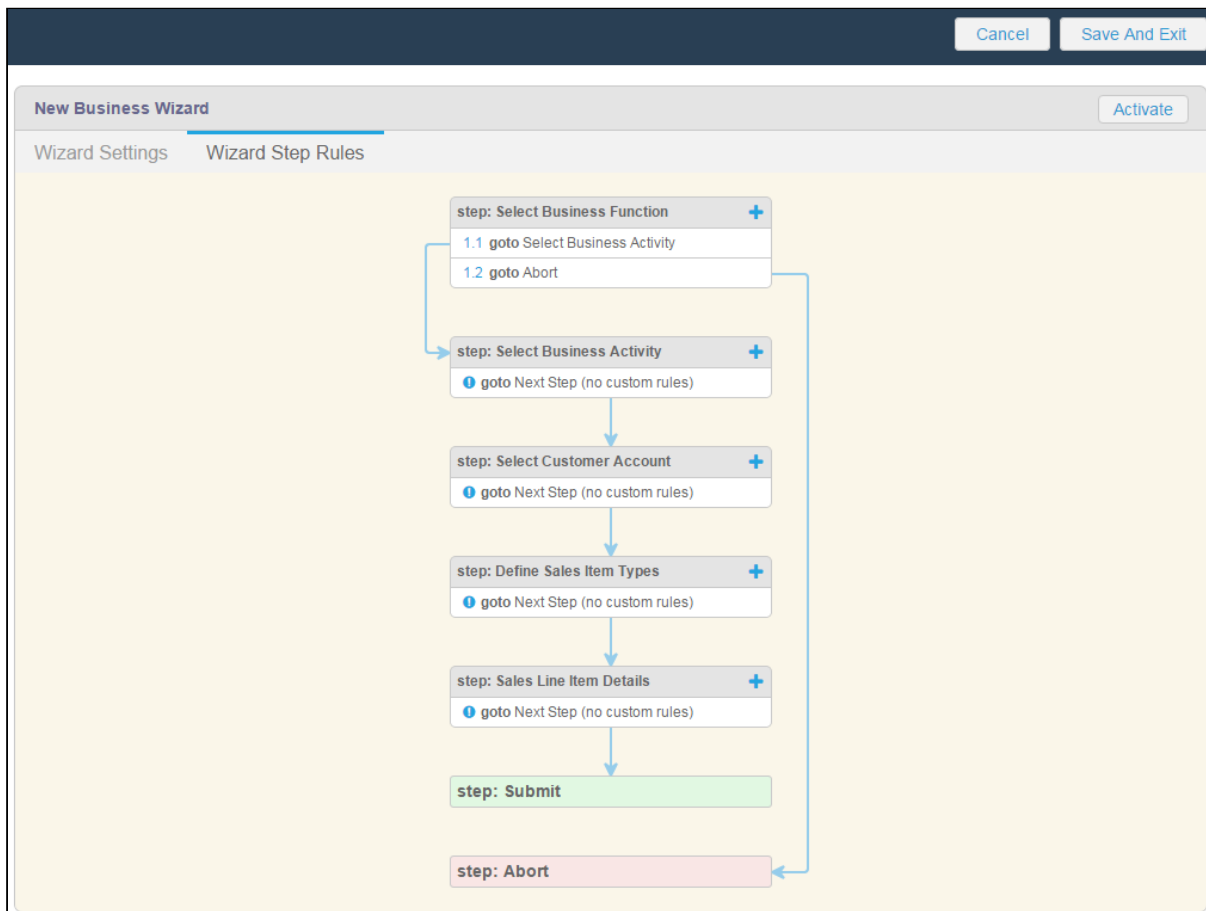 Cancel Save And Exit
New Business Wizard Activate
Wizard Settings Wizard Step Rules
step: Select Business Function
1.1 goto Select Business Activity
1.2 goto Abort
step: Select Business Activity
goto Next Step (no custom rules)
step: Select Customer Account
goto Next Step (no custom rules)
step: Define Sales Item Types
goto Next Step (no custom rules)
step: Sales Line Item Details
goto Next Step (no custom rules)
step: Submit
step: Abort